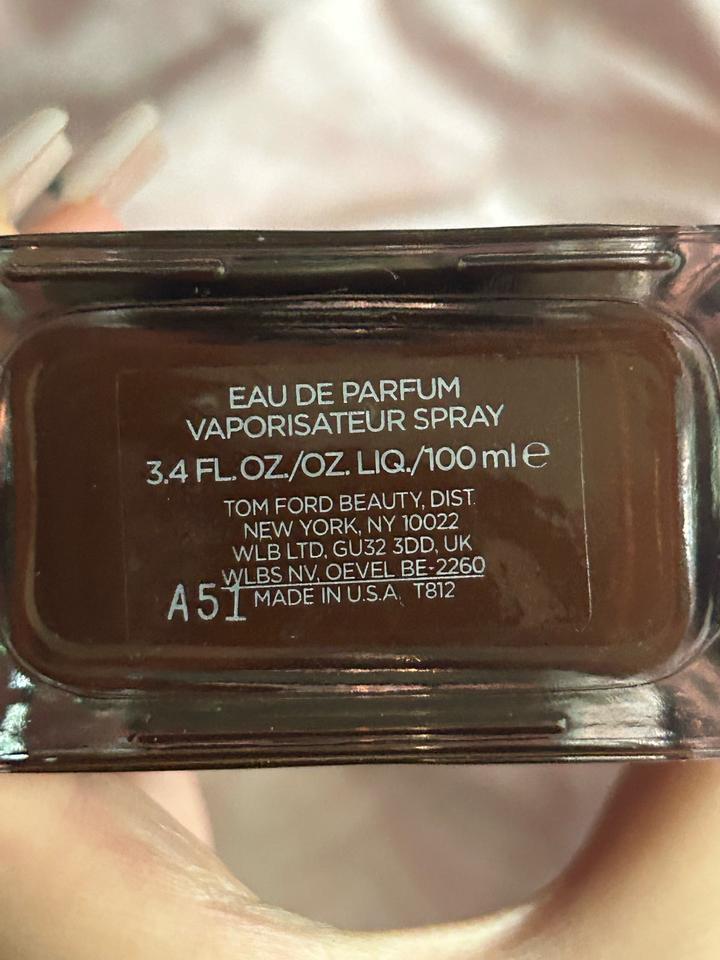 EAU DE PARFUM
VAPORISATEUR SPRAY
3.4 FL. OZ./OZ. LIQ./100 ml e
TOM FORD BEAUTY, DIST.
NEW YORK, NY 10022
WLB LTD, GU32 3DD, UK
WLBS NV, OEVEL BE-2260
A51 MADE IN U.S.A. T812